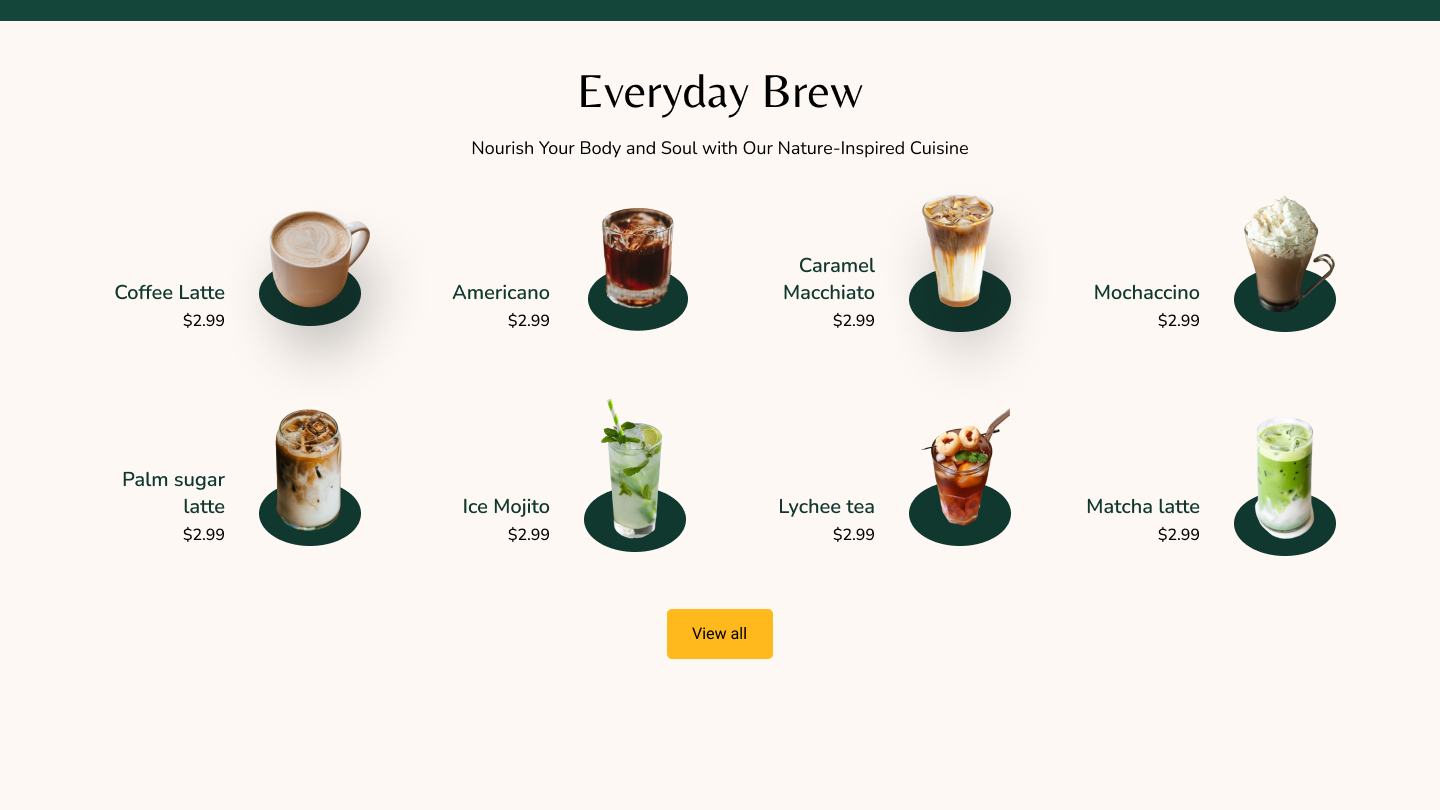 Everyday Brew
Nourish Your Body and Soul with Our Nature-Inspired Cuisine
Coffee Latte
$2.99
Americano
$2.99
Caramel
Macchiato
$2.99
Mochaccino
$2.99
Palm sugar
latte
$2.99
Ice Mojito
$2.99
Lychee tea
$2.99
Matcha latte
$2.99
View all